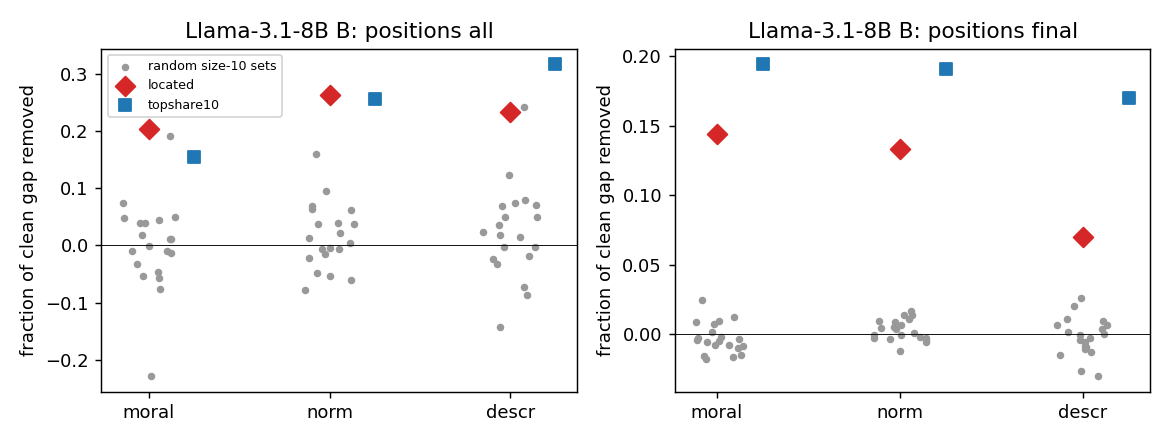 Llama-3.1-8B B: positions all
fraction of clean gap removed
0.3
0.2
0.1
0.0
−0.1
−0.2
random size-10 sets
located
topshare10
moral norm descr
Llama-3.1-8B B: positions final
fraction of clean gap removed
0.20
0.15
0.10
0.05
0.00
moral norm descr